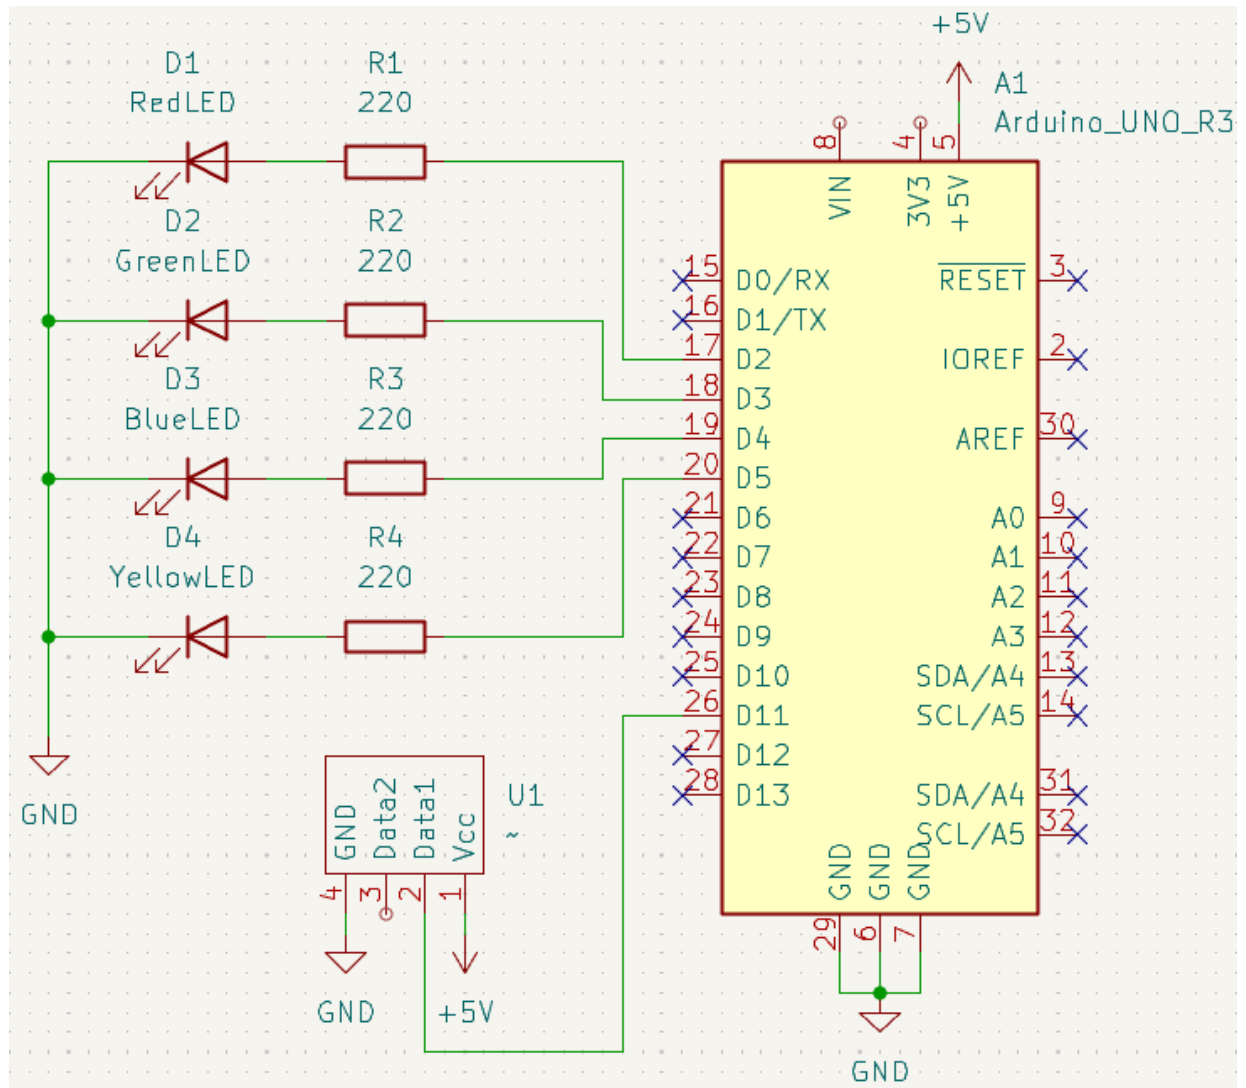 +5V
D1
RedLED
R1
220
A1
Arduino_UNO_R3
D2
GreenLED
R2
220
D3
BlueLED
R3
220
D4
YellowLED
R4
220
8
4
5
VIN
3V3
+5V
15 D0/RX
16 D1/TX
17 D2
18 D3
19 D4
20 D5
21 D6
22 D7
23 D8
24 D9
25 D10
26 D11
27 D12
28 D13
RESET 3
IOREF 2
AREF 30
A0 9
A1 10
A2 11
A3 12
SDA/A4 13
SCL/A5 14
SDA/A4 31
SCL/A5 32
GND
GND
GND
29
6
7
GND
GND
U1
~
GND
Data2
Data1
Vcc
4
3
2
1
GND
+5V